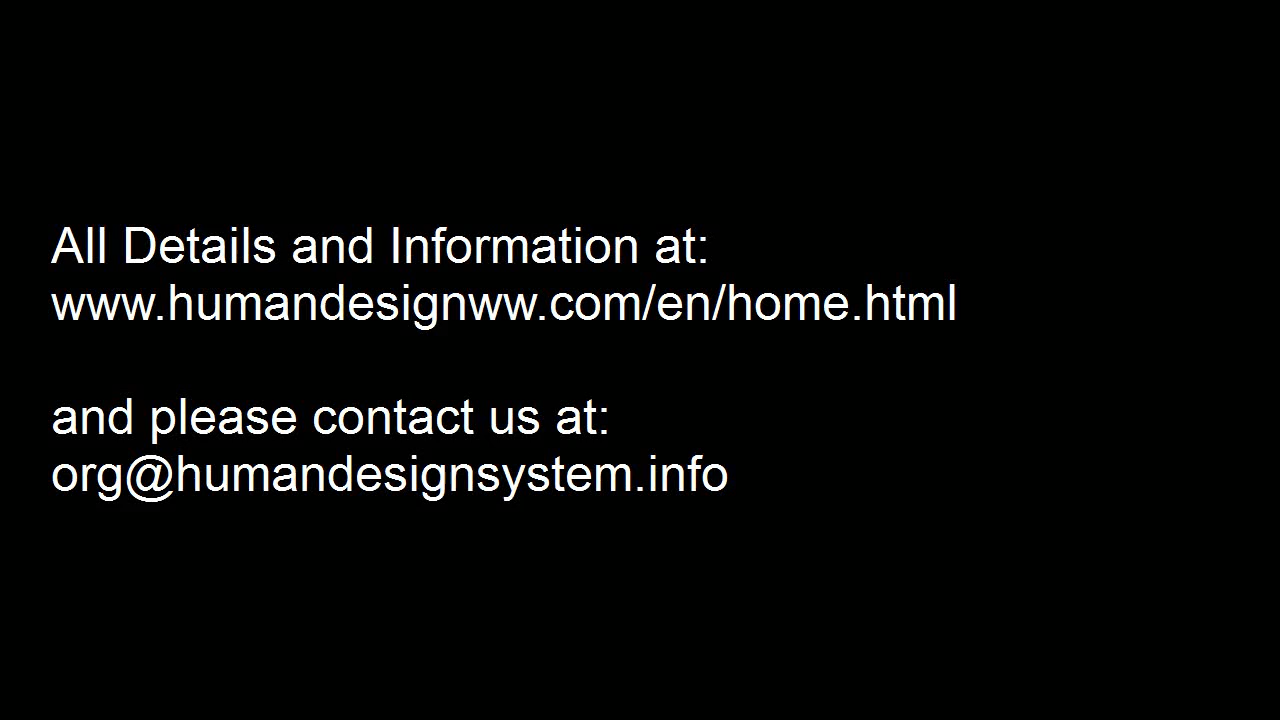 All Details and Information at:
www.humandesignww.com/en/home.html
and please contact us at:
org@humandesignsystem.info